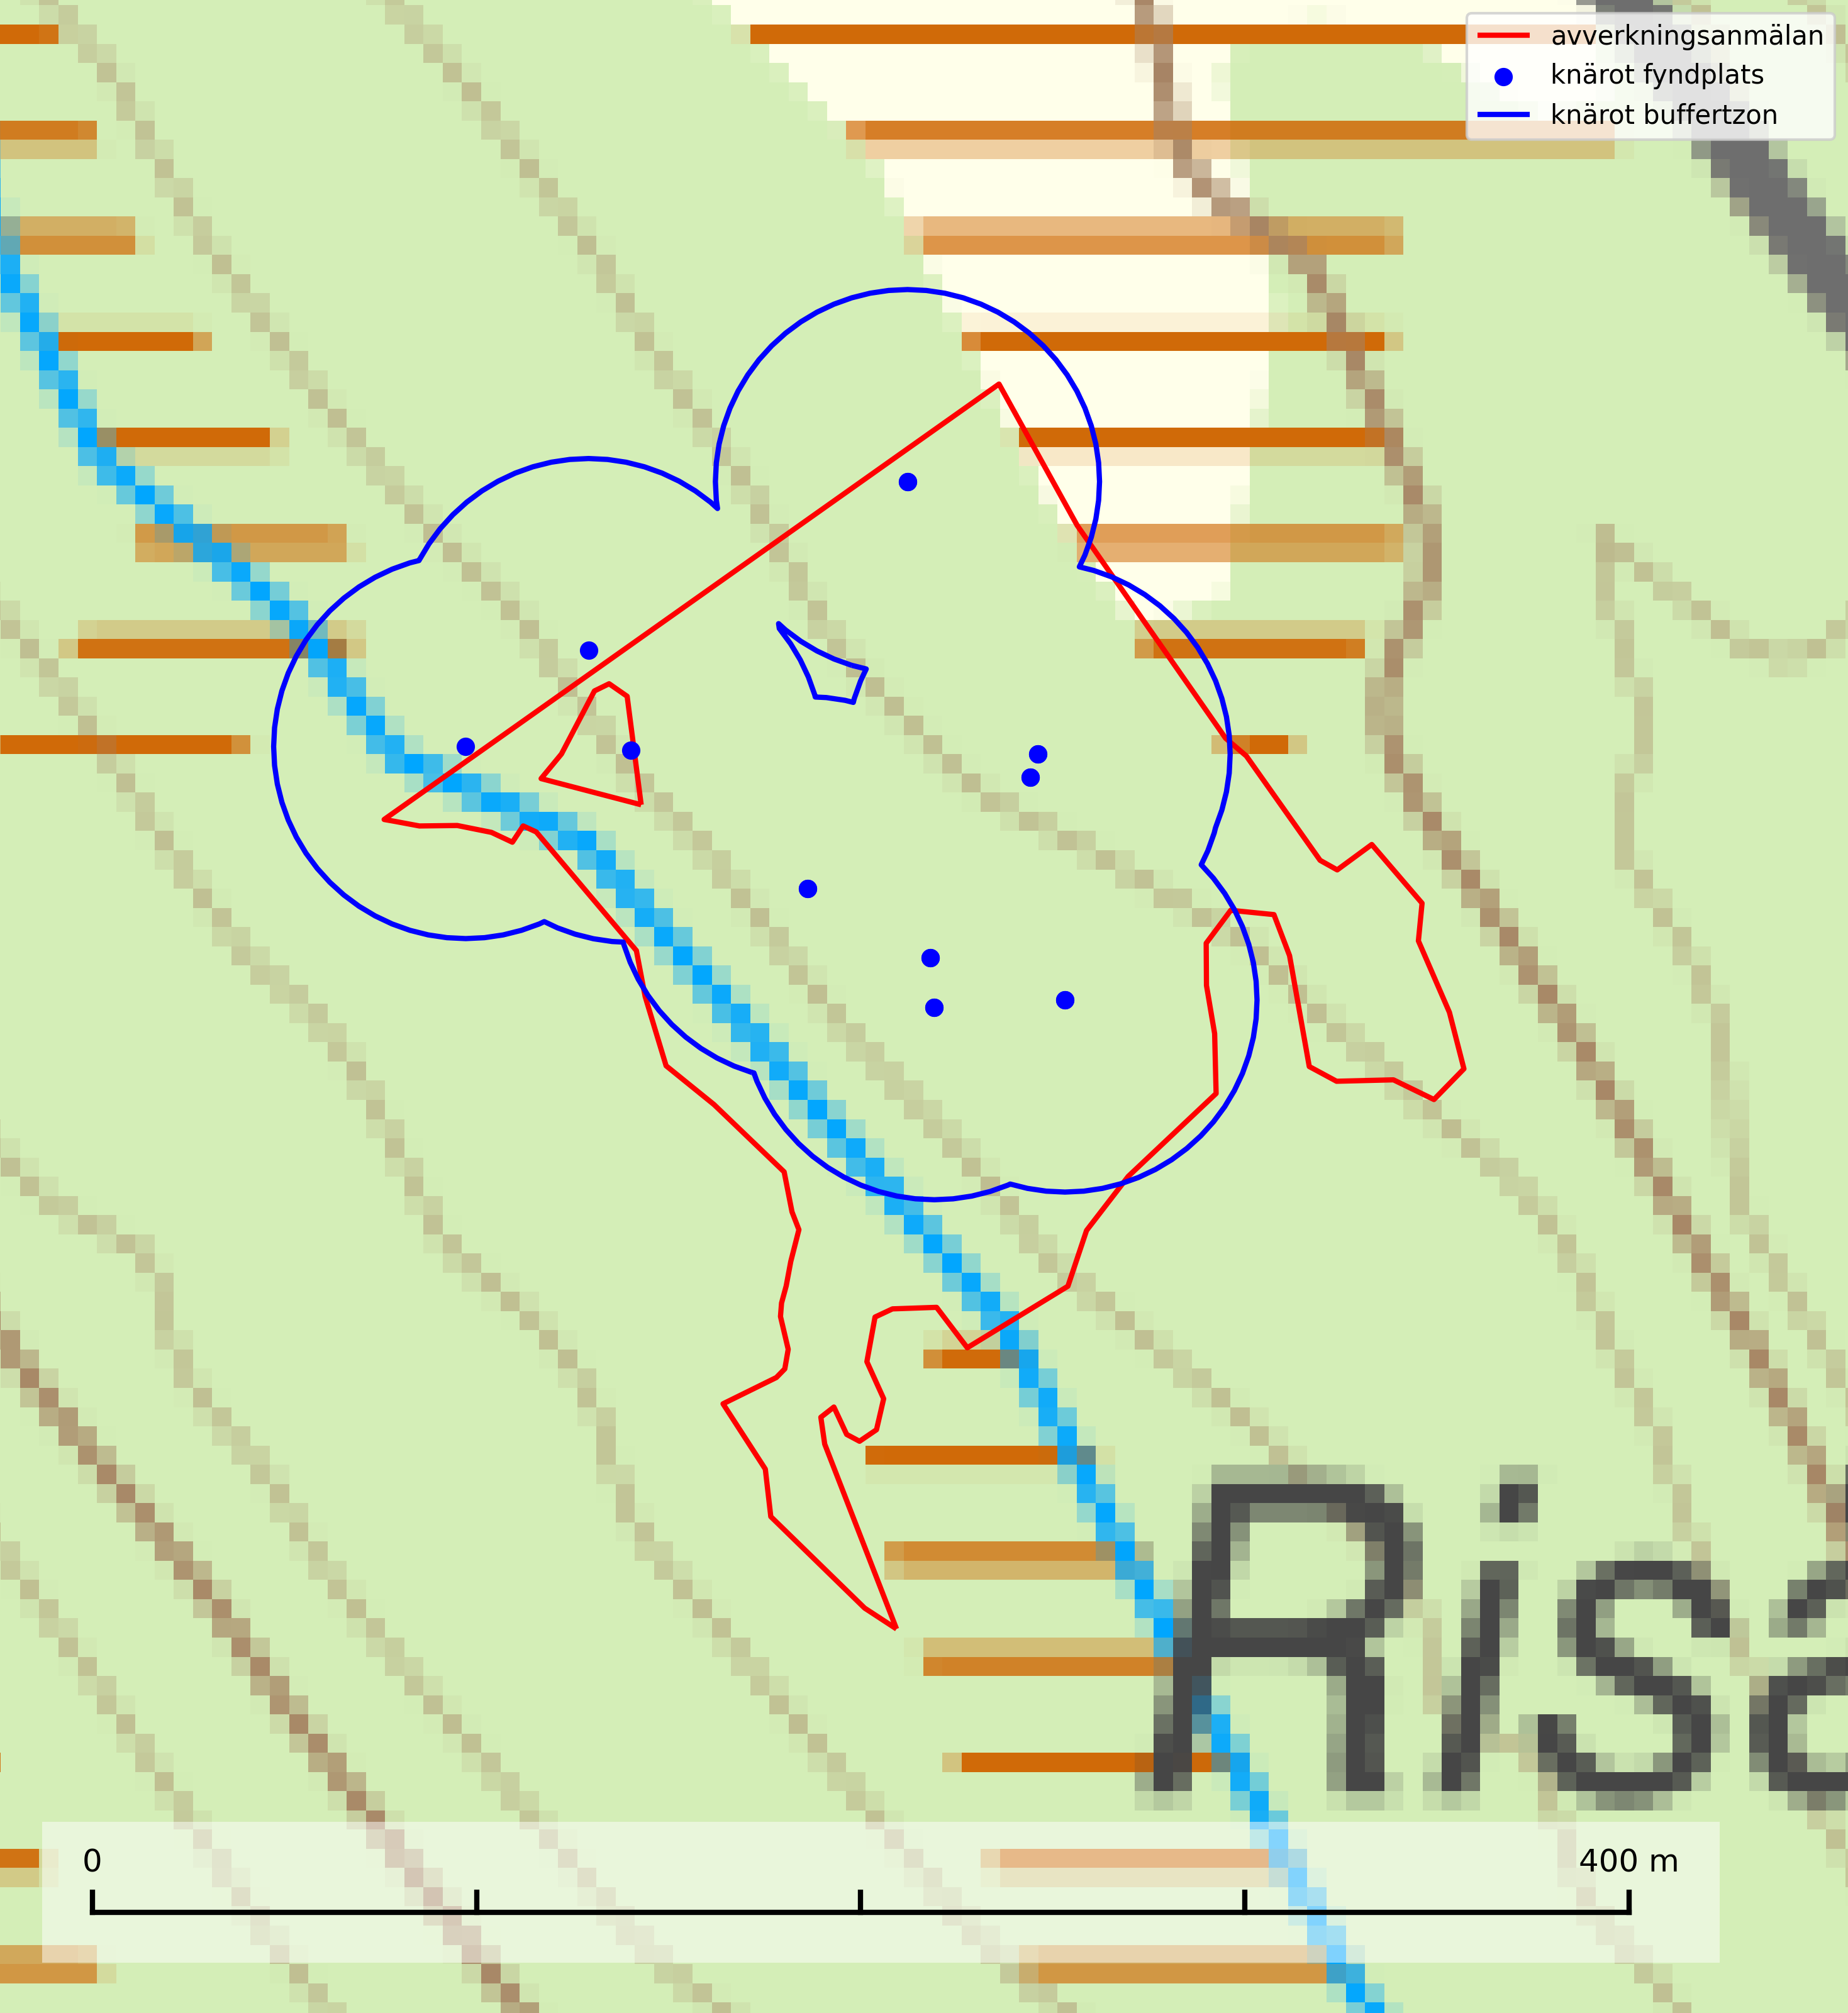 avverkningsanmälan
knärot fyndplats
knärot buffertzon
0
400 m